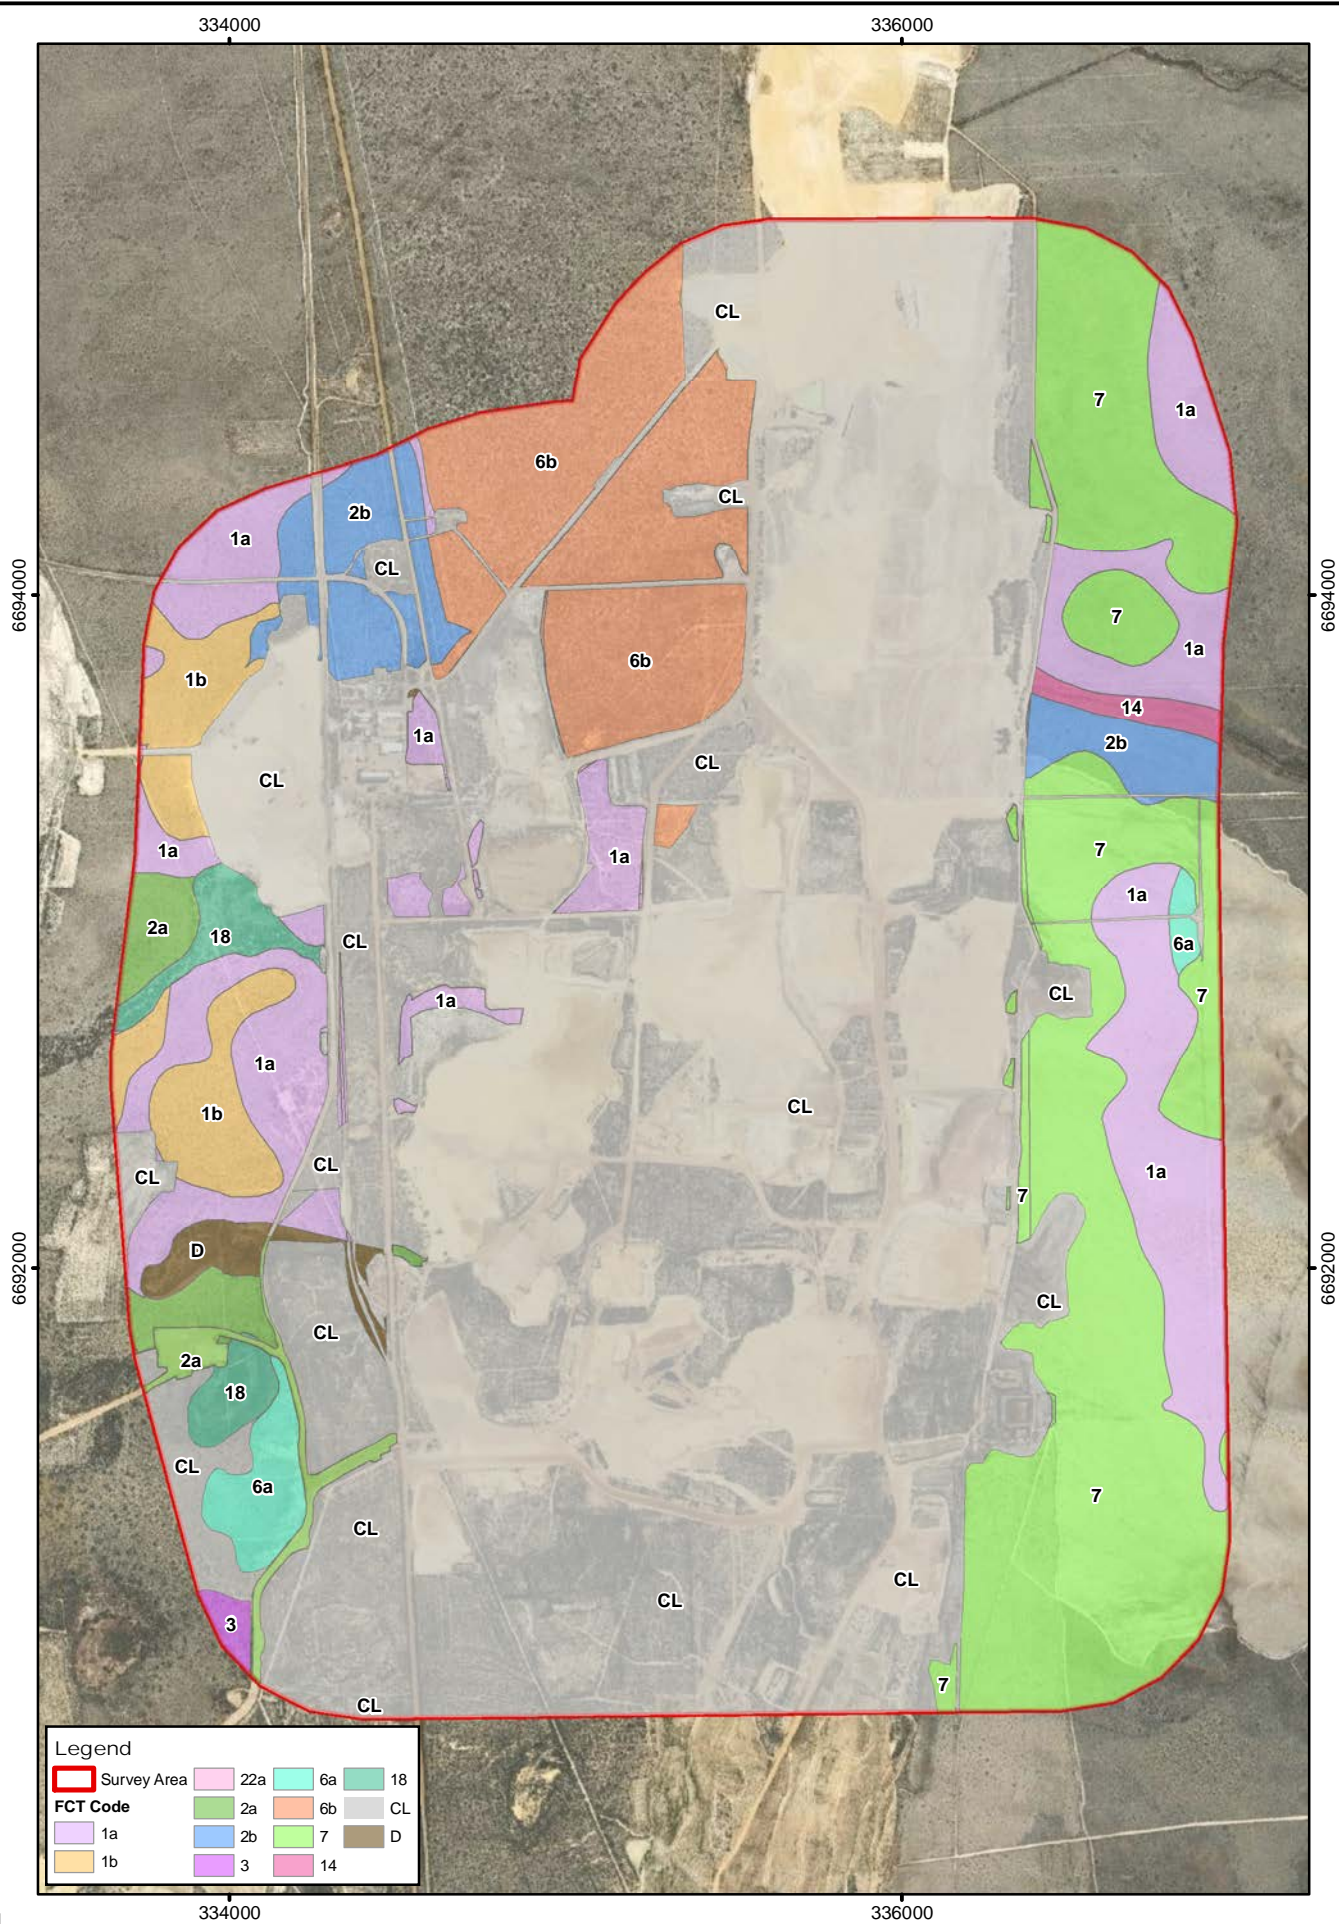 334000 336000
CL
7
1a
6b
CL
2b
1a
CL
6694000 6694000
7
1a
6b
1b
14
1a
2b
CL
CL
7
1a
1a
1a
2a
18
CL
6a
CL
7
1a
1a
CL
1b
CL
CL
1a
7
D
CL
CL
6692000 6692000
2a
18
CL
6a
7
CL
CL
CL
3
7
CL
Legend
Survey Area
FCT Code
1a
1b
22a
2a
2b
3
6a
6b
7
14
18
CL
D
334000 336000